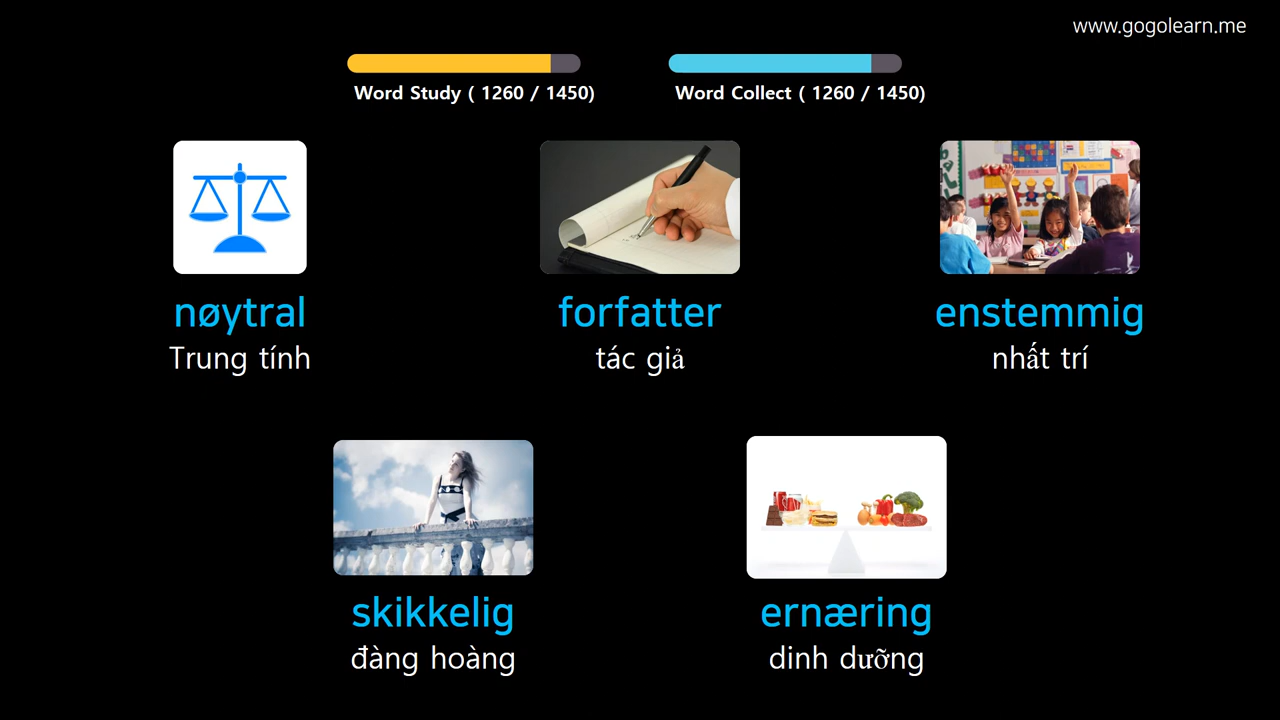 www.gogolearn.me
Word Study ( 1260 / 1450)
Word Collect ( 1260 / 1450)
nøytral
Trung tính
forfatter
tác giả
enstemmig
nhất trí
skikkelig
đàng hoàng
ernæring
dinh dưỡng